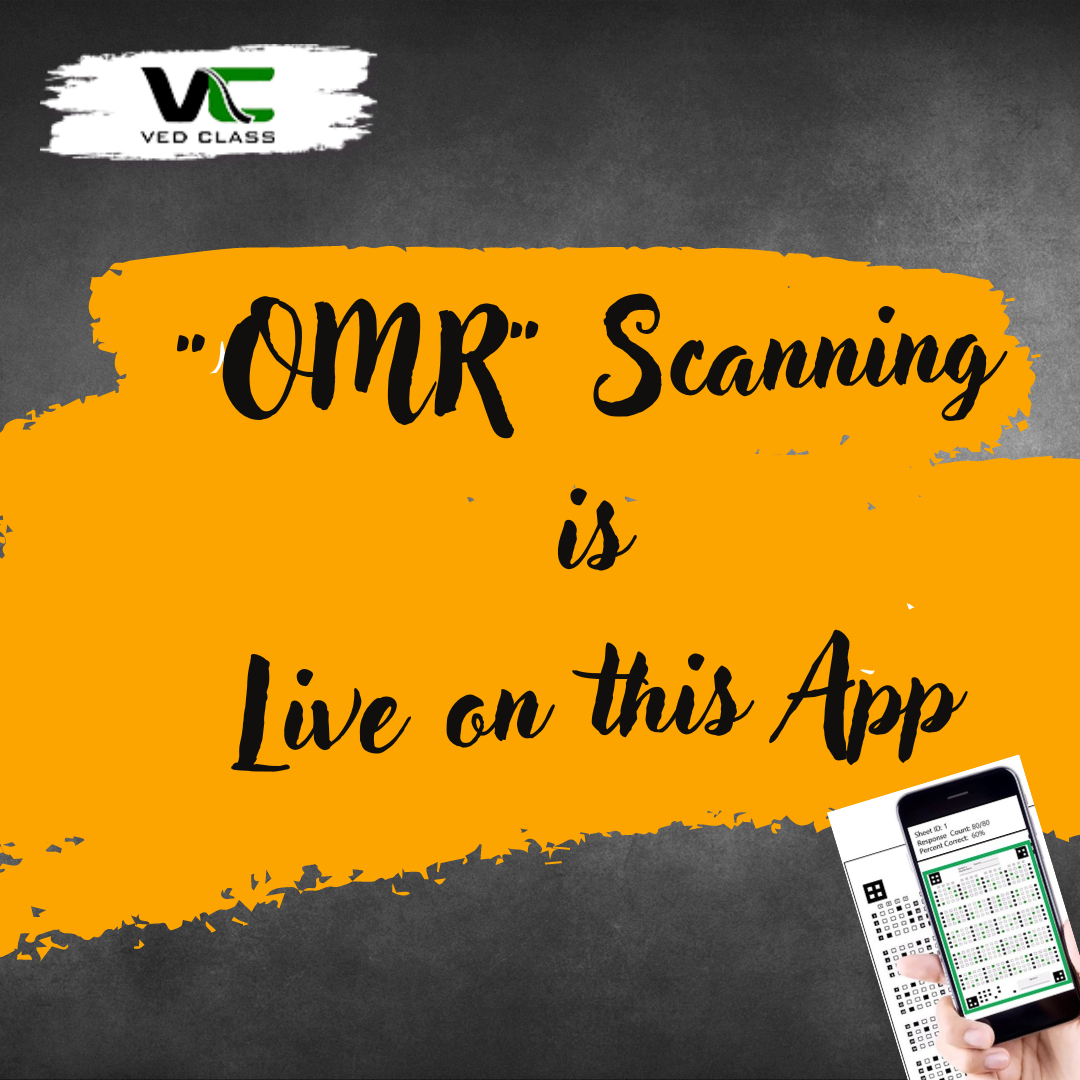 VC
VED CLASS
"OMR" Scanning
is
Live on this App
Sheet ID: 1
Response Count: 80/80
Percent Correct: 60%